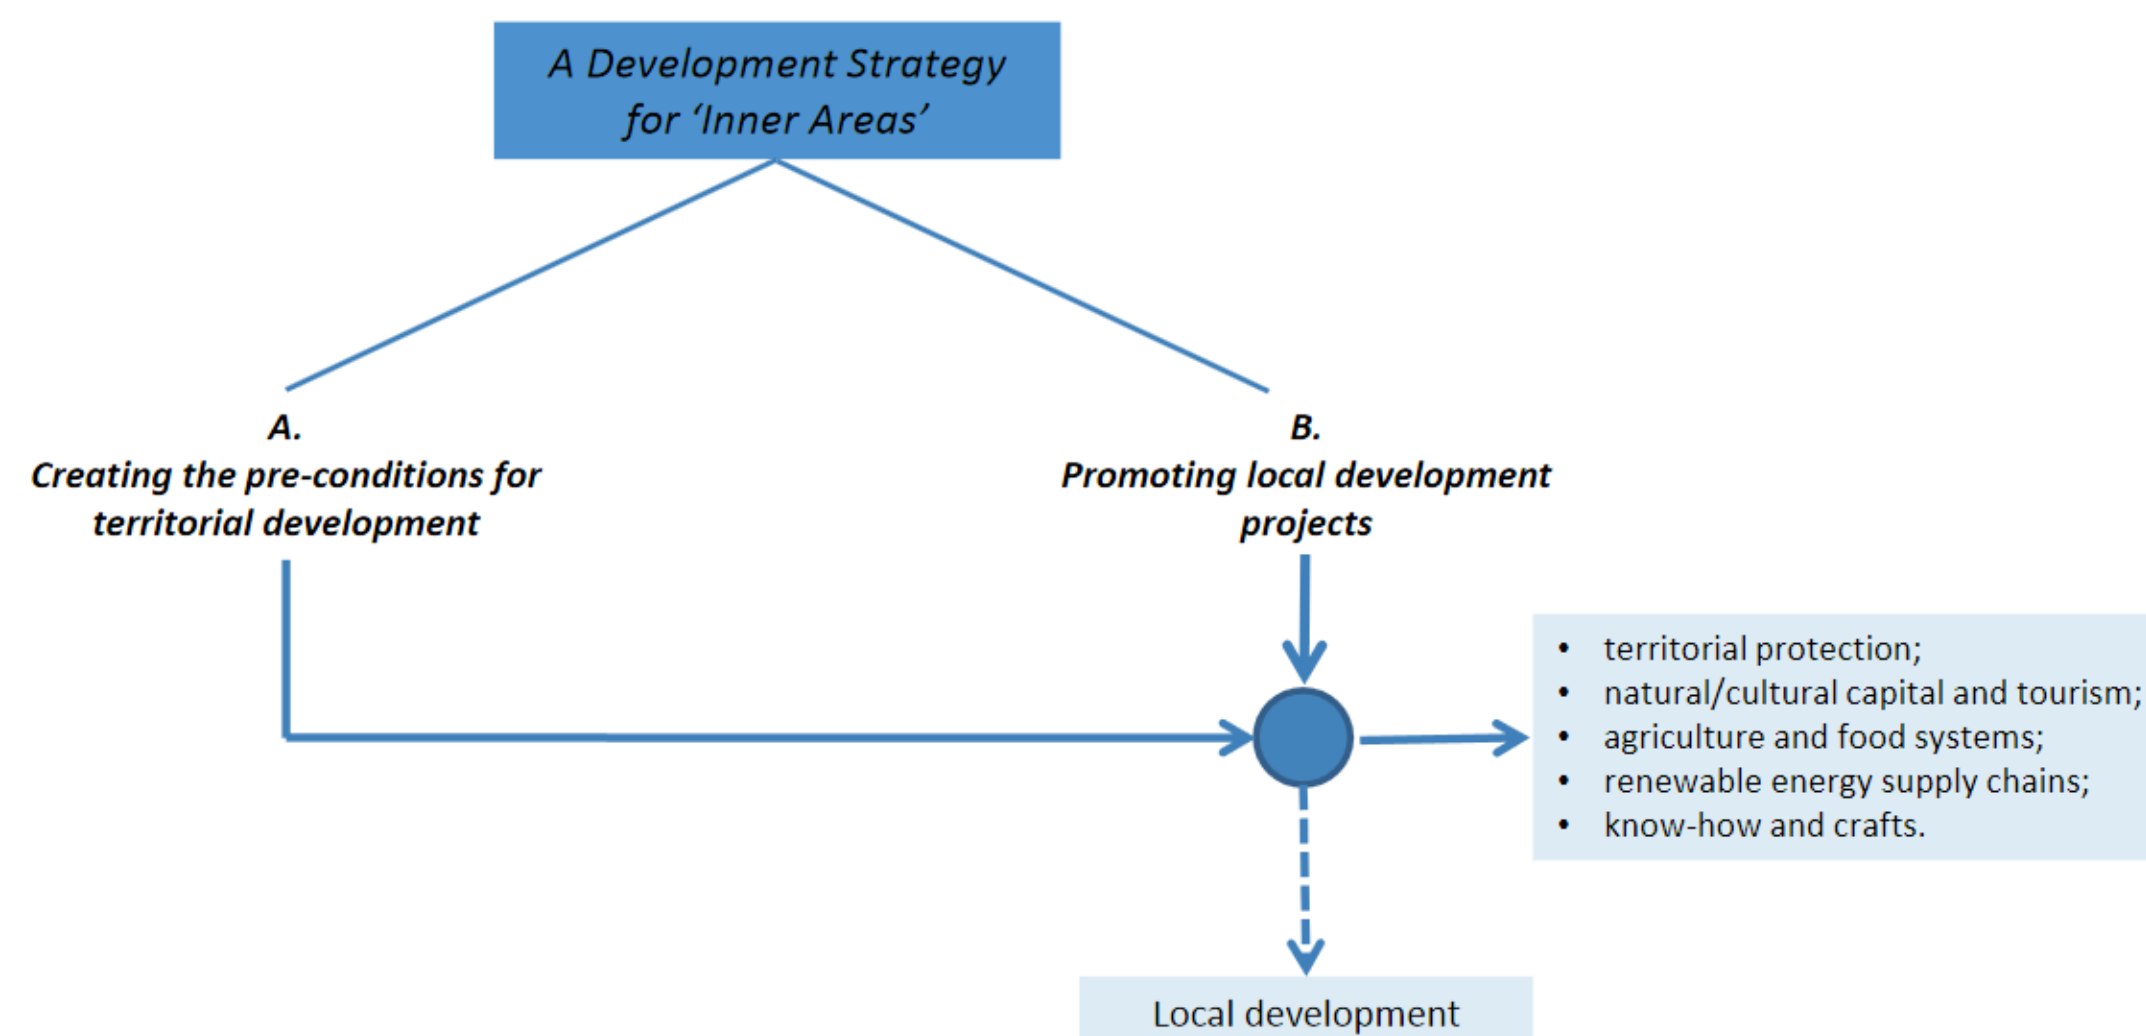 A Development Strategy
for ‘Inner Areas’
A.
Creating the pre-conditions for
territorial development
B.
Promoting local development
projects
• territorial protection;
• natural/cultural capital and tourism;
• agriculture and food systems;
• renewable energy supply chains;
• know-how and crafts.
Local development